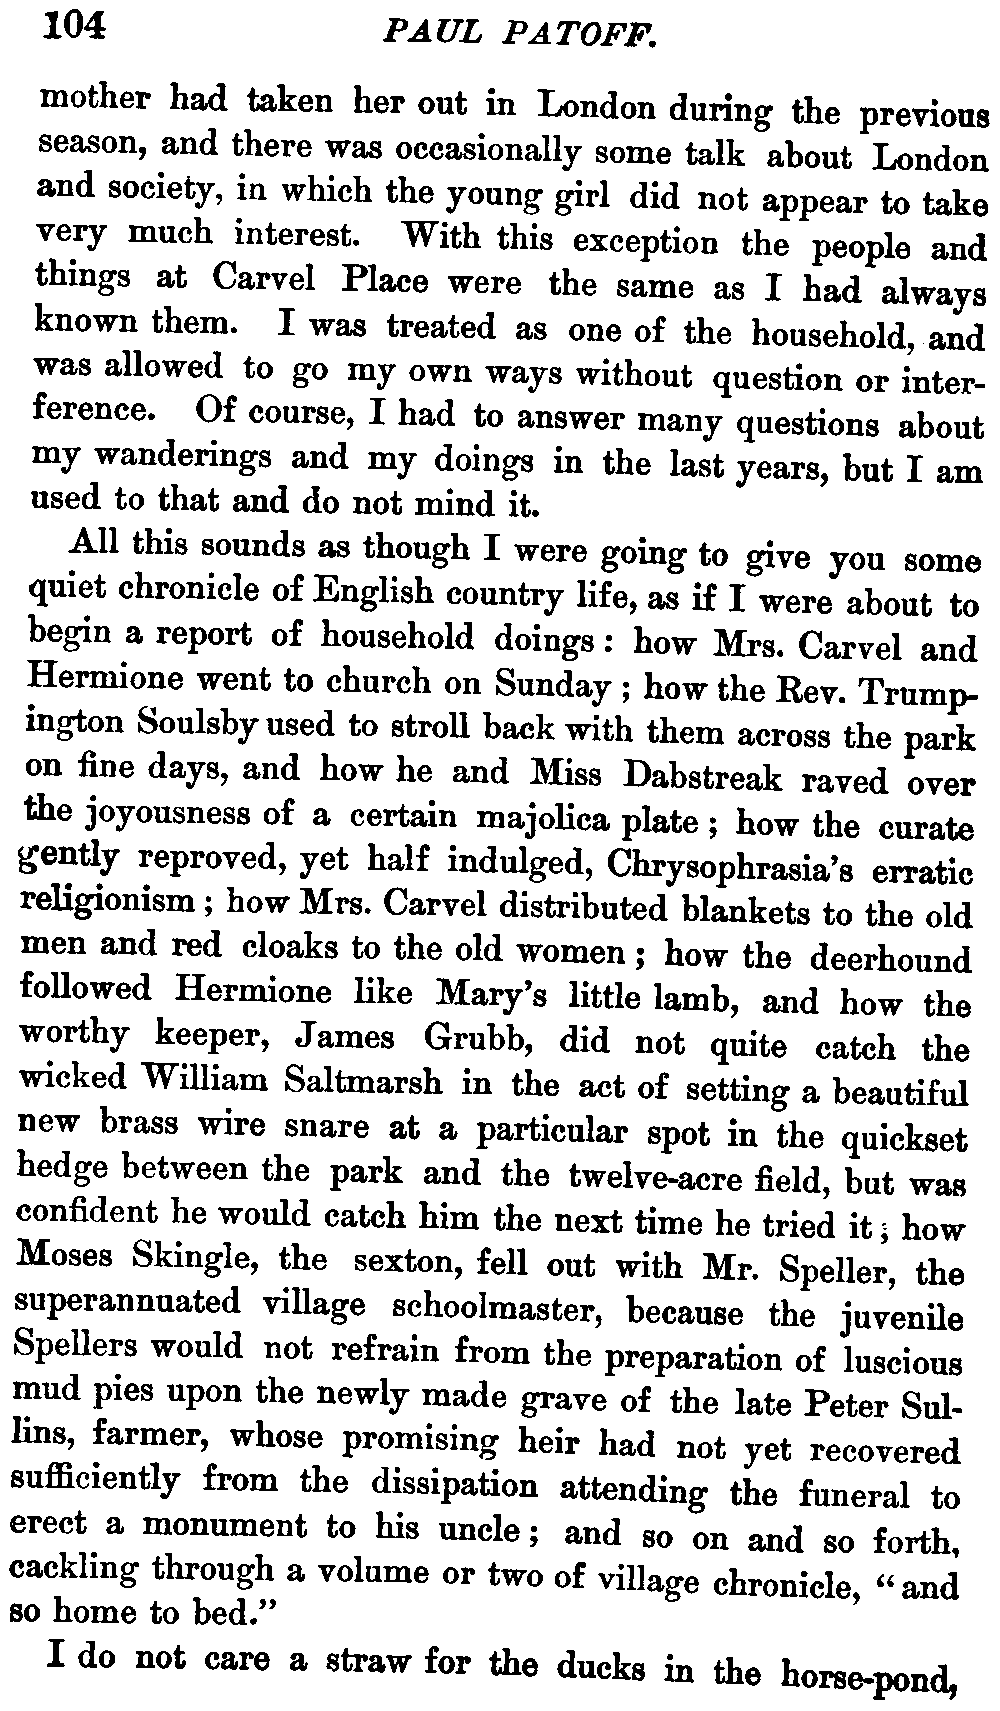 104 PAUL PATOFF.
mother had taken her out in London during the previous
season, and there was occasionally some talk about London
and society, in which the young girl did not appear to take
very much interest. With this exception the people and
things at Carvel Place were the same as I had always
known them. I was treated as one of the household, and
was allowed to go my own ways without question or inter-
ference. Of course, I had to answer many questions about
my wanderings and my doings in the last years, but I am
used to that and do not mind it.
All this sounds as though I were going to give you some
quiet chronicle of English country life, as if I were about to
begin a report of household doings: how Mrs. Carvel and
Hermione went to church on Sunday; how the Rev. Trump-
ington Soulsby used to stroll back with them across the park
on fine days, and how he and Miss Dabstreak raved over
the joyousness of a certain majolica plate; how the curate
gently reproved, yet half indulged, Chrysophrasia's erratic
religionism; how Mrs. Carvel distributed blankets to the old
men and red cloaks to the old women; how the deerhound
followed Hermione like Mary's little lamb, and how the
worthy keeper, James Grubb, did not quite catch the
wicked William Saltmarsh in the act of setting a beautiful
new brass wire snare at a particular spot in the quickset
hedge between the park and the twelve-acre field, but was
confident he would catch him the next time he tried it; how
Moses Skingle, the sexton, fell out with Mr. Speller, the
superannuated village schoolmaster, because the juvenile
Spellers would not refrain from the preparation of luscious
mud pies upon the newly made grave of the late Peter Sul-
lins, farmer, whose promising heir had not yet recovered
sufficiently from the dissipation attending the funeral to
erect a monument to his uncle; and so on and so forth,
cackling through a volume or two of village chronicle, "and
so home to bed."
I do not care a straw for the ducks in the horse-pond,